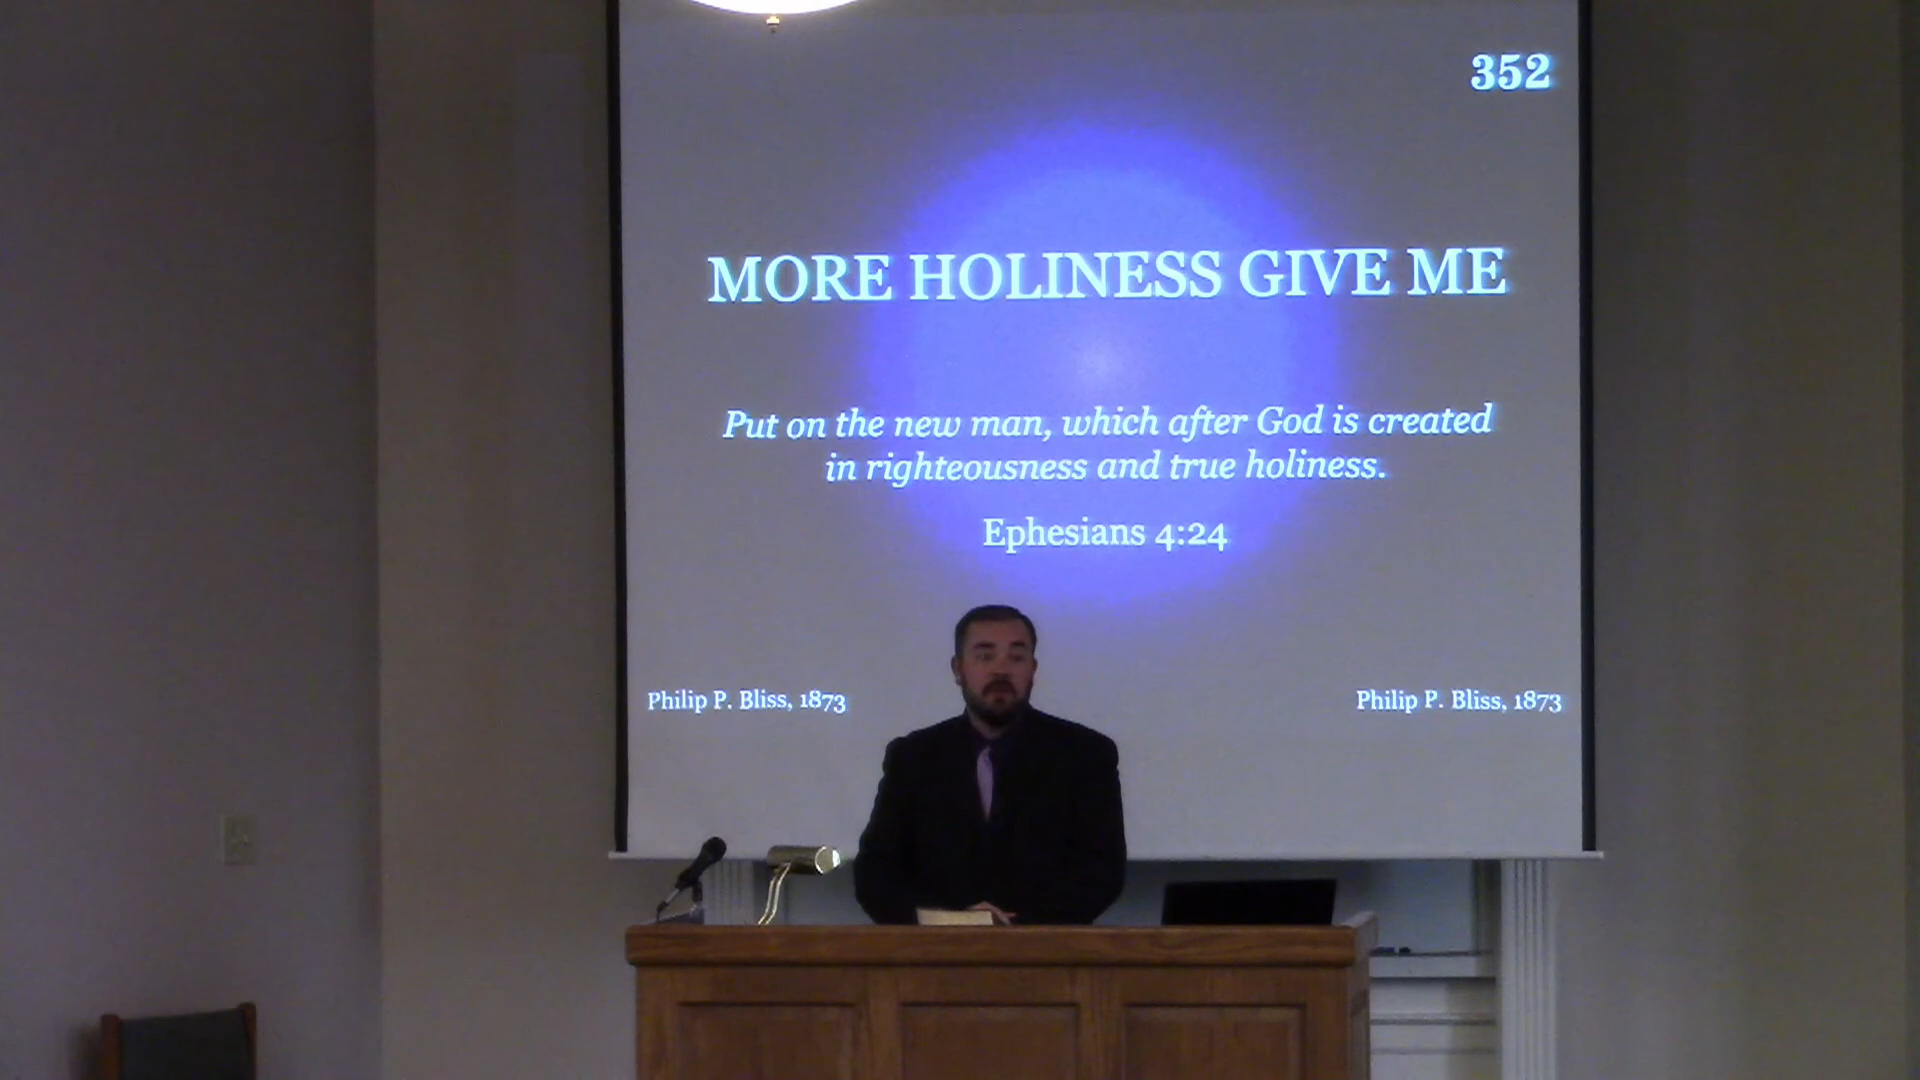 352
MORE HOLINESS GIVE ME
Put on the new man, which after God is created
in righteousness and true holiness.
Ephesians 4:24
Philip P. Bliss, 1873
Philip P. Bliss, 1873